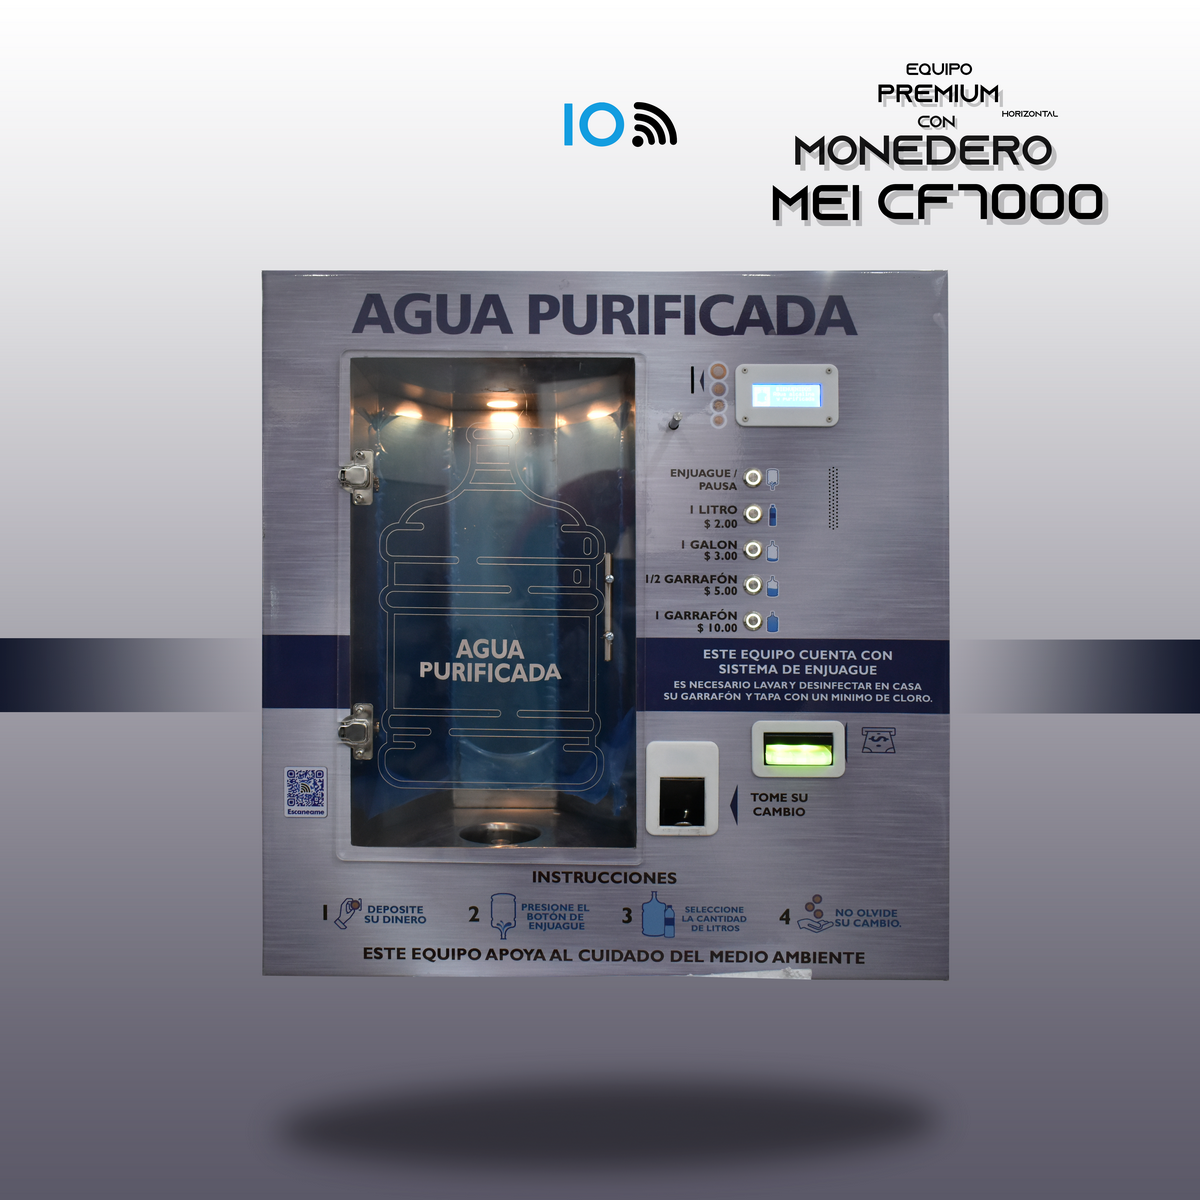 IO
EQUIPO
PREMIUM
HORIZONTAL
CON
MONEDERO
MEI CF7000
AGUA PURIFICADA
ENJUAGUE /
PAUSA
1 LITRO
$ 2.00
1 GALON
$ 3.00
1/2 GARRAFÓN
$ 5.00
1 GARRAFÓN
$ 10.00
AGUA
PURIFICADA
ESTE EQUIPO CUENTA CON
SISTEMA DE ENJUAGUE
ES NECESARIO LAVAR Y DESINFECTAR EN CASA
SU GARRAFÓN Y TAPA CON UN MINIMO DE CLORO.
TOME SU
CAMBIO
Escaneame
INSTRUCCIONES
1 DEPOSITE
SU DINERO
2 PRESIONE EL
BOTÓN DE
ENJUAGUE
3 SELECCIONE
LA CANTIDAD
DE LITROS
4 NO OLVIDE
SU CAMBIO.
ESTE EQUIPO APOYA AL CUIDADO DEL MEDIO AMBIENTE